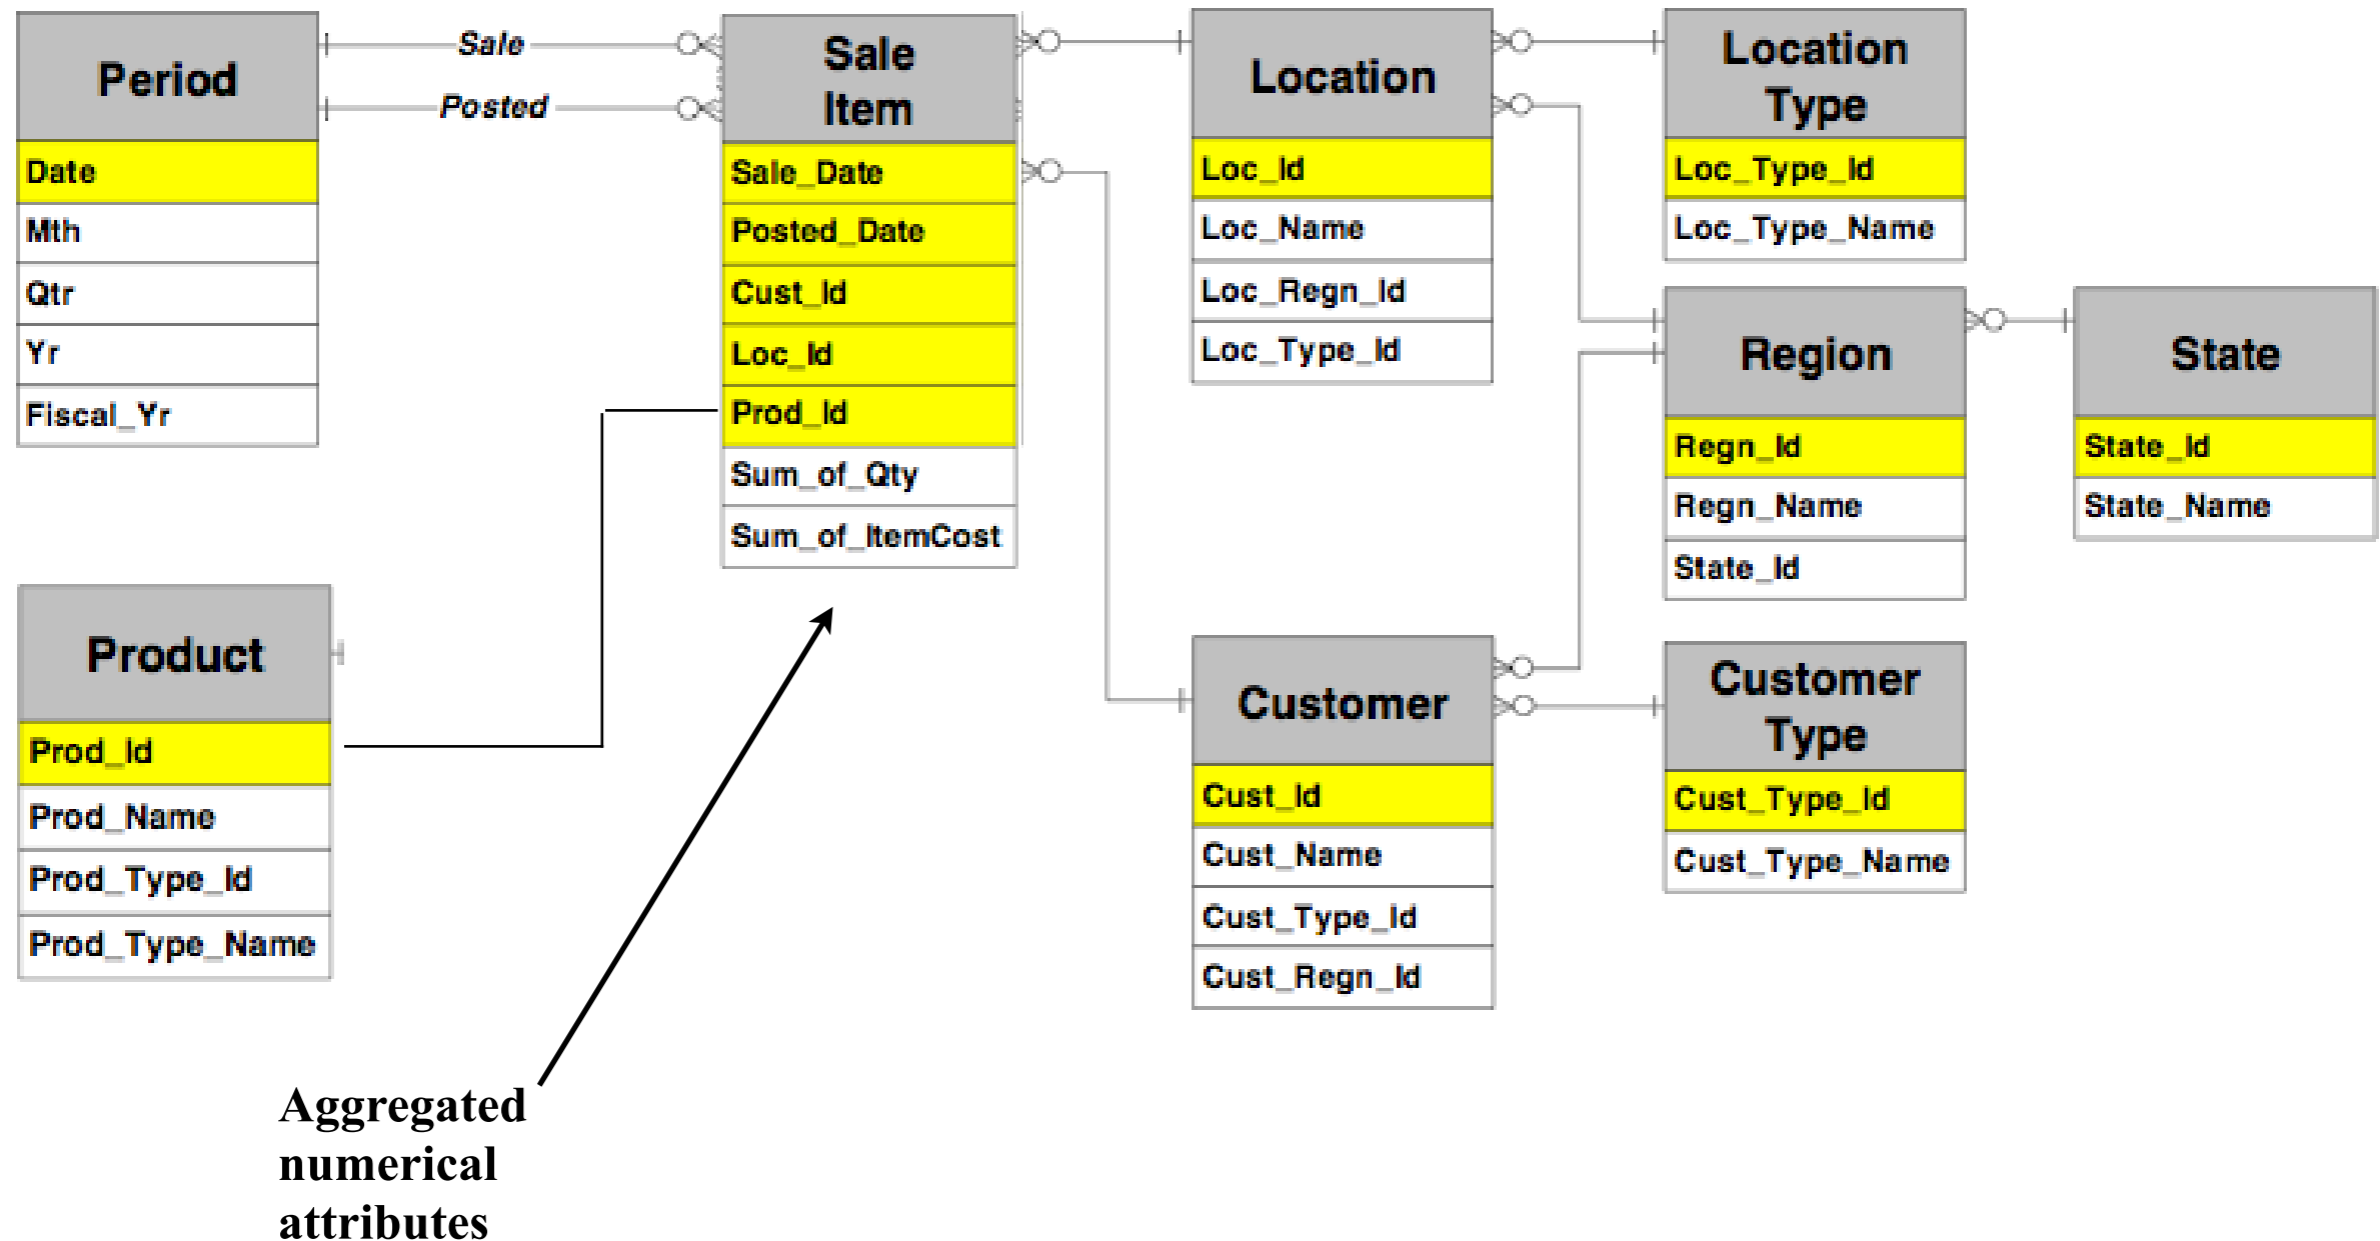 Period
Date
Mth
Qtr
Yr
Fiscal_Yr
Sale
Posted
Sale
Item
Sale_Date
Posted_Date
Cust_Id
Loc_Id
Prod_Id
Sum_of_Qty
Sum_of_ItemCost
Location
Loc_Id
Loc_Name
Loc_Regn_Id
Loc_Type_Id
Location
Type
Loc_Type_Id
Loc_Type_Name
Region
Regn_Id
Regn_Name
State_Id
State
State_Id
State_Name
Product
Prod_Id
Prod_Name
Prod_Type_Id
Prod_Type_Name
Customer
Cust_Id
Cust_Name
Cust_Type_Id
Cust_Regn_Id
Customer
Type
Cust_Type_Id
Cust_Type_Name
Aggregated
numerical
attributes